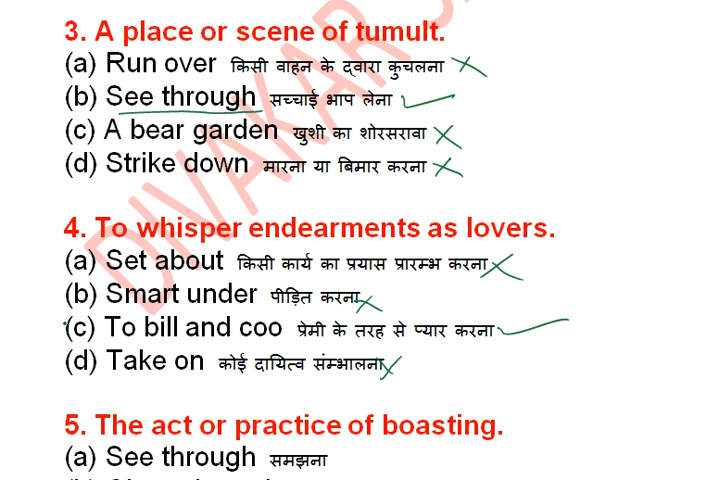 3. A place or scene of tumult.
(a) Run over किसी वाहन के द्वारा कुचलना
(b) See through सच्चाई भाप लेना
(c) A bear garden खुशी का शोरसरावा
(d) Strike down मारना या बिमार करना
4. To whisper endearments as lovers.
(a) Set about किसी कार्य का प्रयास प्रारम्भ करना
(b) Smart under पीड़ित करना
(c) To bill and coo प्रेमी के तरह से प्यार करना
(d) Take on कोई दायित्व संम्भालना
5. The act or practice of boasting.
(a) See through समझना
DIVAKAR